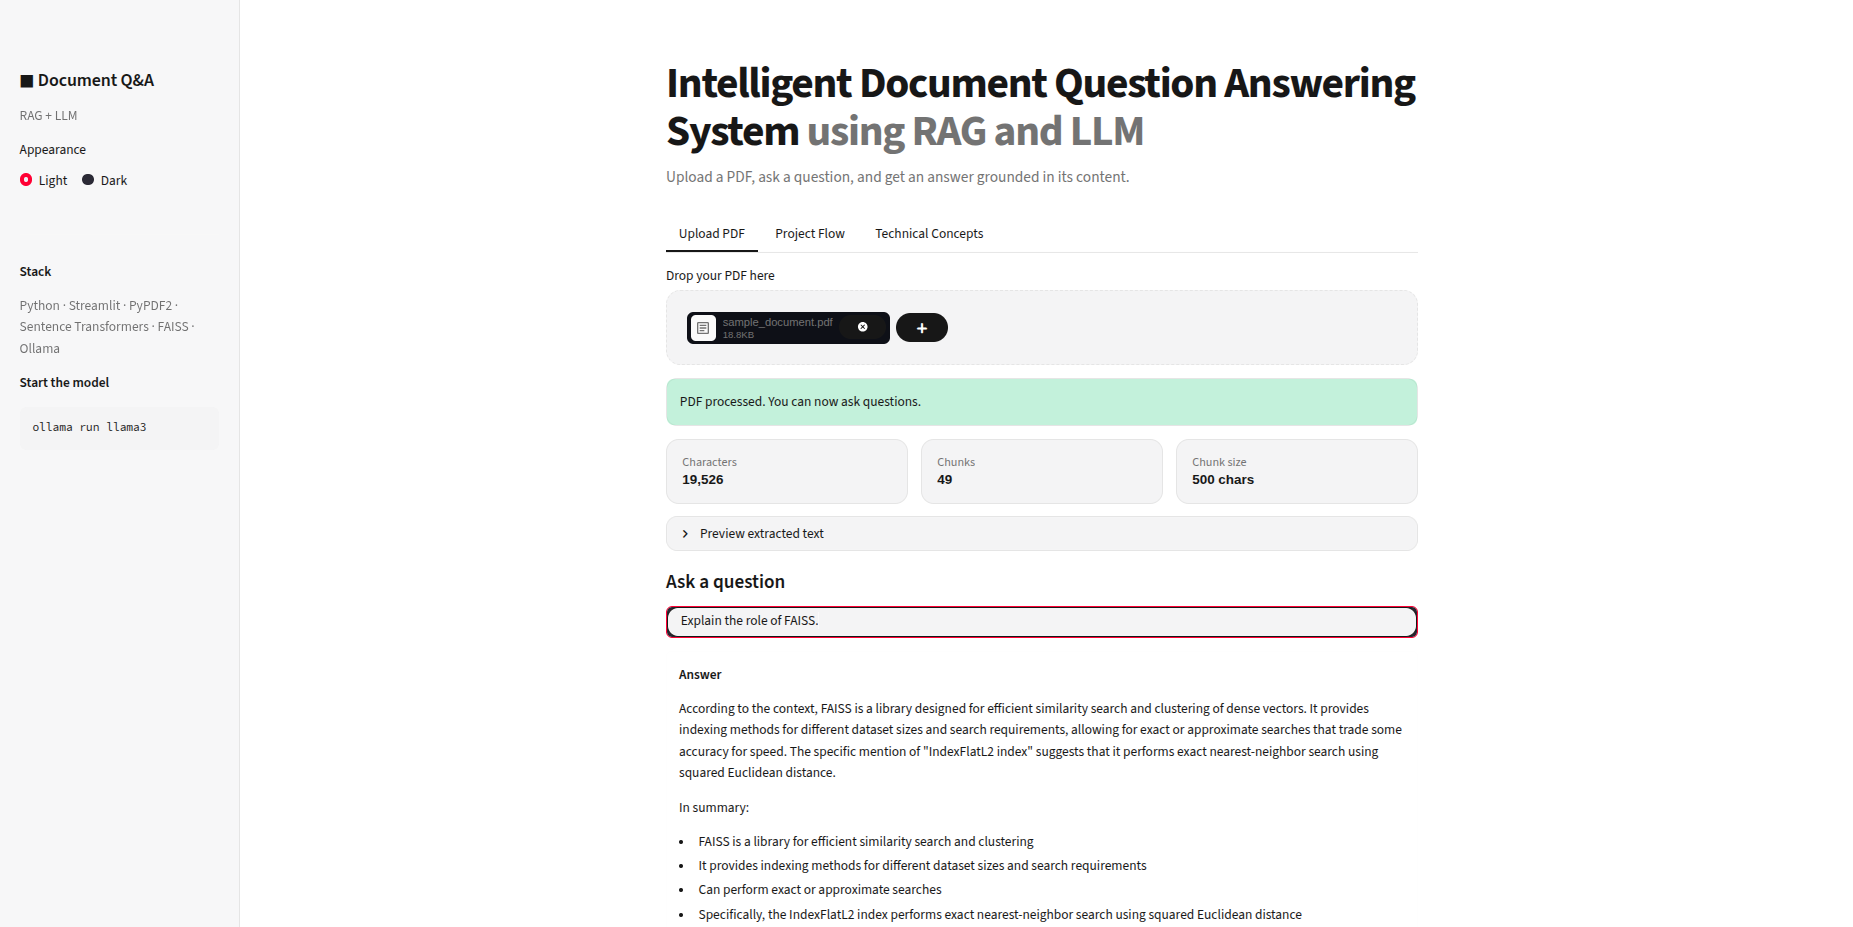 Document Q&A
RAG + LLM
Appearance
Light Dark
Stack
Python · Streamlit · PyPDF2 ·
Sentence Transformers · FAISS ·
Ollama
Start the model
ollama run llama3
Intelligent Document Question Answering
System using RAG and LLM
Upload a PDF, ask a question, and get an answer grounded in its content.
Upload PDF Project Flow Technical Concepts
Drop your PDF here
sample_document.pdf
18.8KB
PDF processed. You can now ask questions.
Characters
19,526
Chunks
49
Chunk size
500 chars
Preview extracted text
Ask a question
Explain the role of FAISS.
Answer
According to the context, FAISS is a library designed for efficient similarity search and clustering of dense vectors. It provides
indexing methods for different dataset sizes and search requirements, allowing for exact or approximate searches that trade some
accuracy for speed. The specific mention of "IndexFlatL2 index" suggests that it performs exact nearest-neighbor search using
squared Euclidean distance.
In summary:
• FAISS is a library for efficient similarity search and clustering
• It provides indexing methods for different dataset sizes and search requirements
• Can perform exact or approximate searches
• Specifically, the IndexFlatL2 index performs exact nearest-neighbor search using squared Euclidean distance